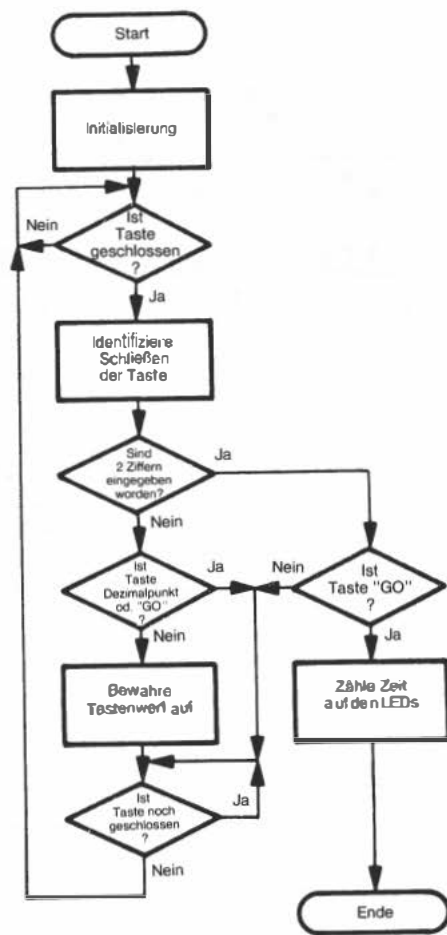 Start
Initialisierung
Nein
Ist
Taste
geschlossen
?
Ja
Identifiziere
Schließen
der Taste
Sind
2 Ziffern
eingegeben
worden?
Ja
Nein
Ist
Taste
Dezimalpunkt
od. "GO"
?
Ja
Nein
Ist
Taste "GO"
?
Nein
Ja
Bewahre
Tastenwert auf
Zähle Zeit
auf den LEDs
Ist
Taste noch
geschlossen
?
Ja
Nein
Ende